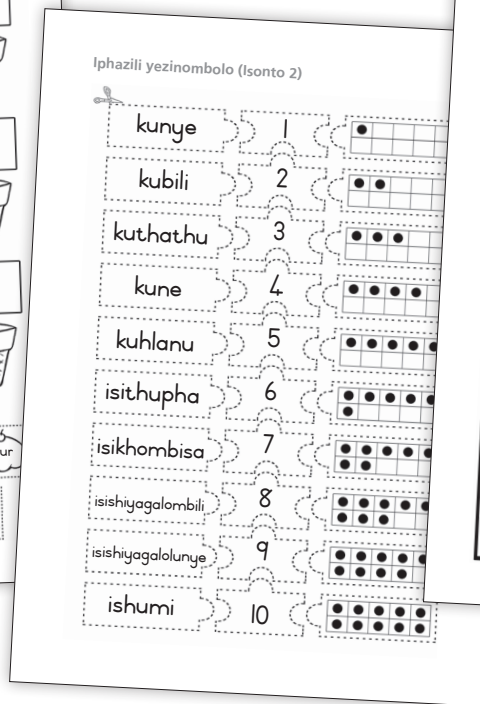 Iphazili yezinombolo (Isonto 2)
kunye 1
kubili 2
kuthathu 3
kune 4
kuhlanu 5
isithupha 6
isikhombisa 7
isishiyagalombili 8
isishiyagalolunye 9
ishumi 10
ur